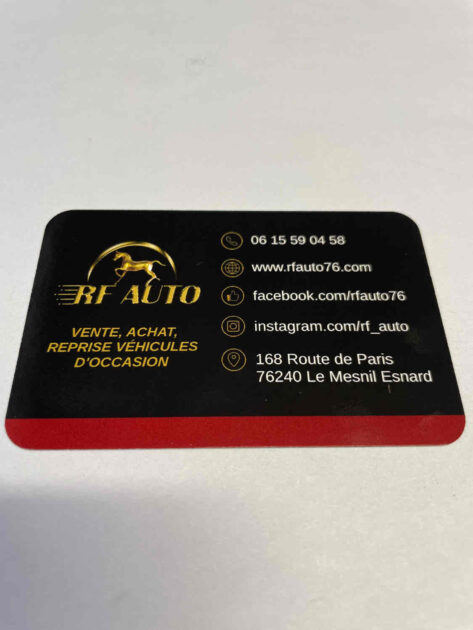 RF AUTO
VENTE, ACHAT,
REPRISE VÉHICULES
D'OCCASION
06 15 59 04 58
www.rfauto76.com
facebook.com/rfauto76
instagram.com/rf_auto
168 Route de Paris
76240 Le Mesnil Esnard